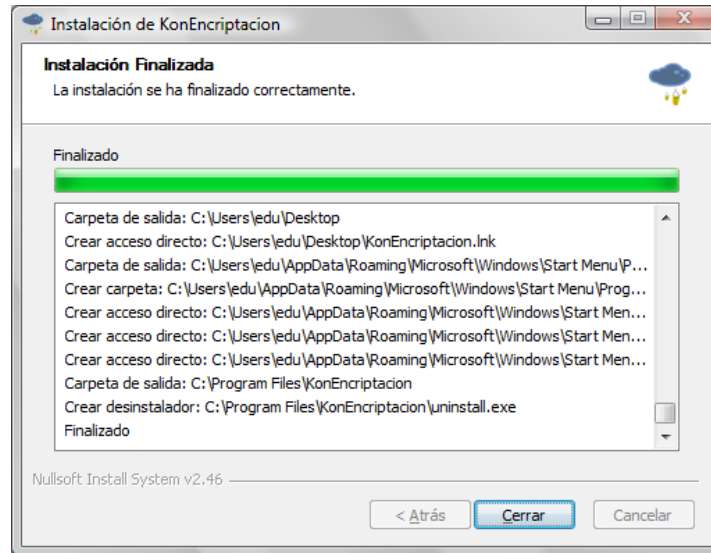 Instalación de KonEncriptacion
Instalación Finalizada
La instalación se ha finalizado correctamente.
Finalizado
Carpeta de salida: C:\Users\edu\Desktop
Crear acceso directo: C:\Users\edu\Desktop\KonEncriptacion.lnk
Carpeta de salida: C:\Users\edu\AppData\Roaming\Microsoft\Windows\Start Menu\P...
Crear carpeta: C:\Users\edu\AppData\Roaming\Microsoft\Windows\Start Menu\Prog...
Crear acceso directo: C:\Users\edu\AppData\Roaming\Microsoft\Windows\Start Men...
Crear acceso directo: C:\Users\edu\AppData\Roaming\Microsoft\Windows\Start Men...
Crear acceso directo: C:\Users\edu\AppData\Roaming\Microsoft\Windows\Start Men...
Carpeta de salida: C:\Program Files\KonEncriptacion
Crear desinstalador: C:\Program Files\KonEncriptacion\uninstall.exe
Finalizado
Nullsoft Install System v2.46
< Atrás Cerrar Cancelar